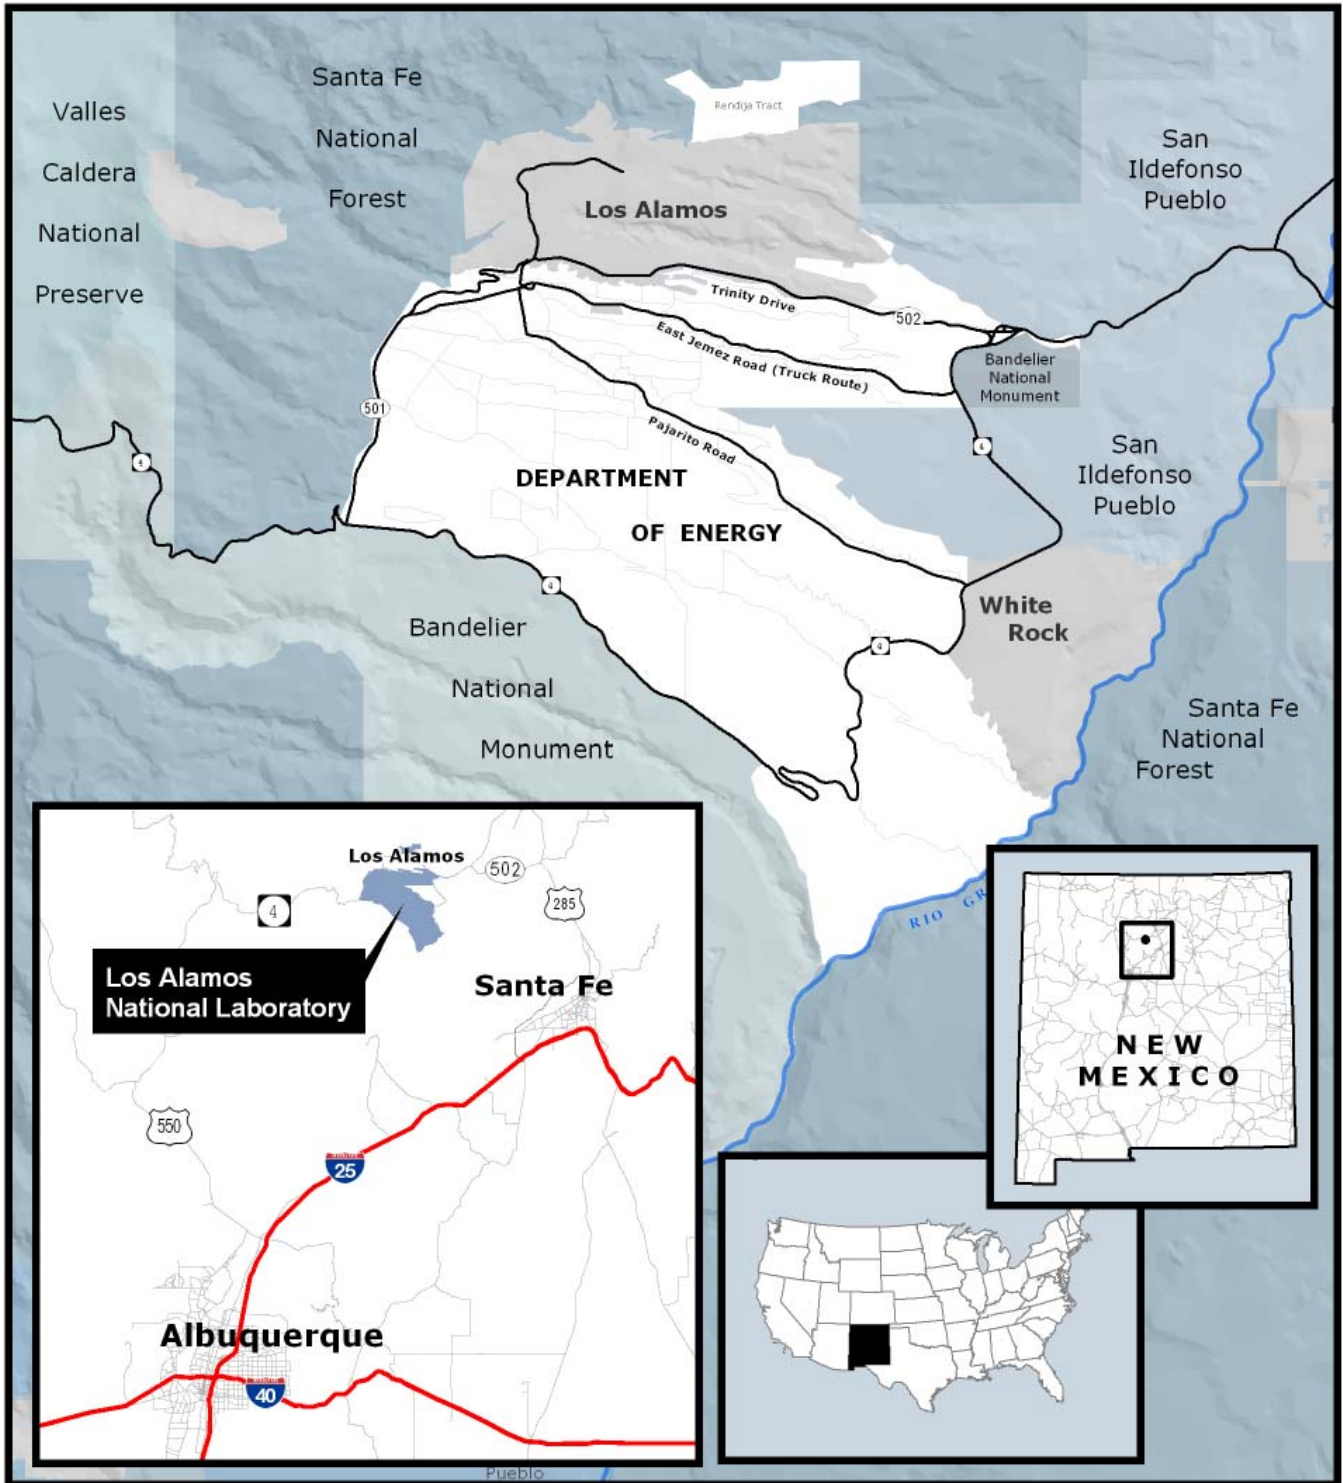 Santa Fe
National
Forest
Valles
Caldera
National
Preserve
Rendija Tract
San
Ildefonso
Pueblo
Los Alamos
Trinity Drive
502
East Jemez Road (Truck Route)
Bandelier
National
Monument
501
Pajarito Road
4
4
San
Ildefonso
Pueblo
DEPARTMENT
OF ENERGY
4
White
Rock
4
Bandelier
National
Monument
Santa Fe
National
Forest
RIO GR
Los Alamos
502
4
285
Los Alamos
National Laboratory
Santa Fe
550
25
Albuquerque
40
NEW
MEXICO
Pueblo